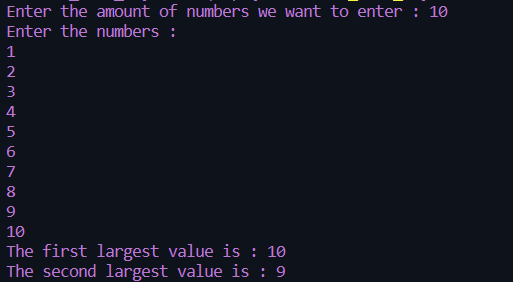 Enter the amount of numbers we want to enter : 10
Enter the numbers :
1
2
3
4
5
6
7
8
9
10
The first largest value is : 10
The second largest value is : 9